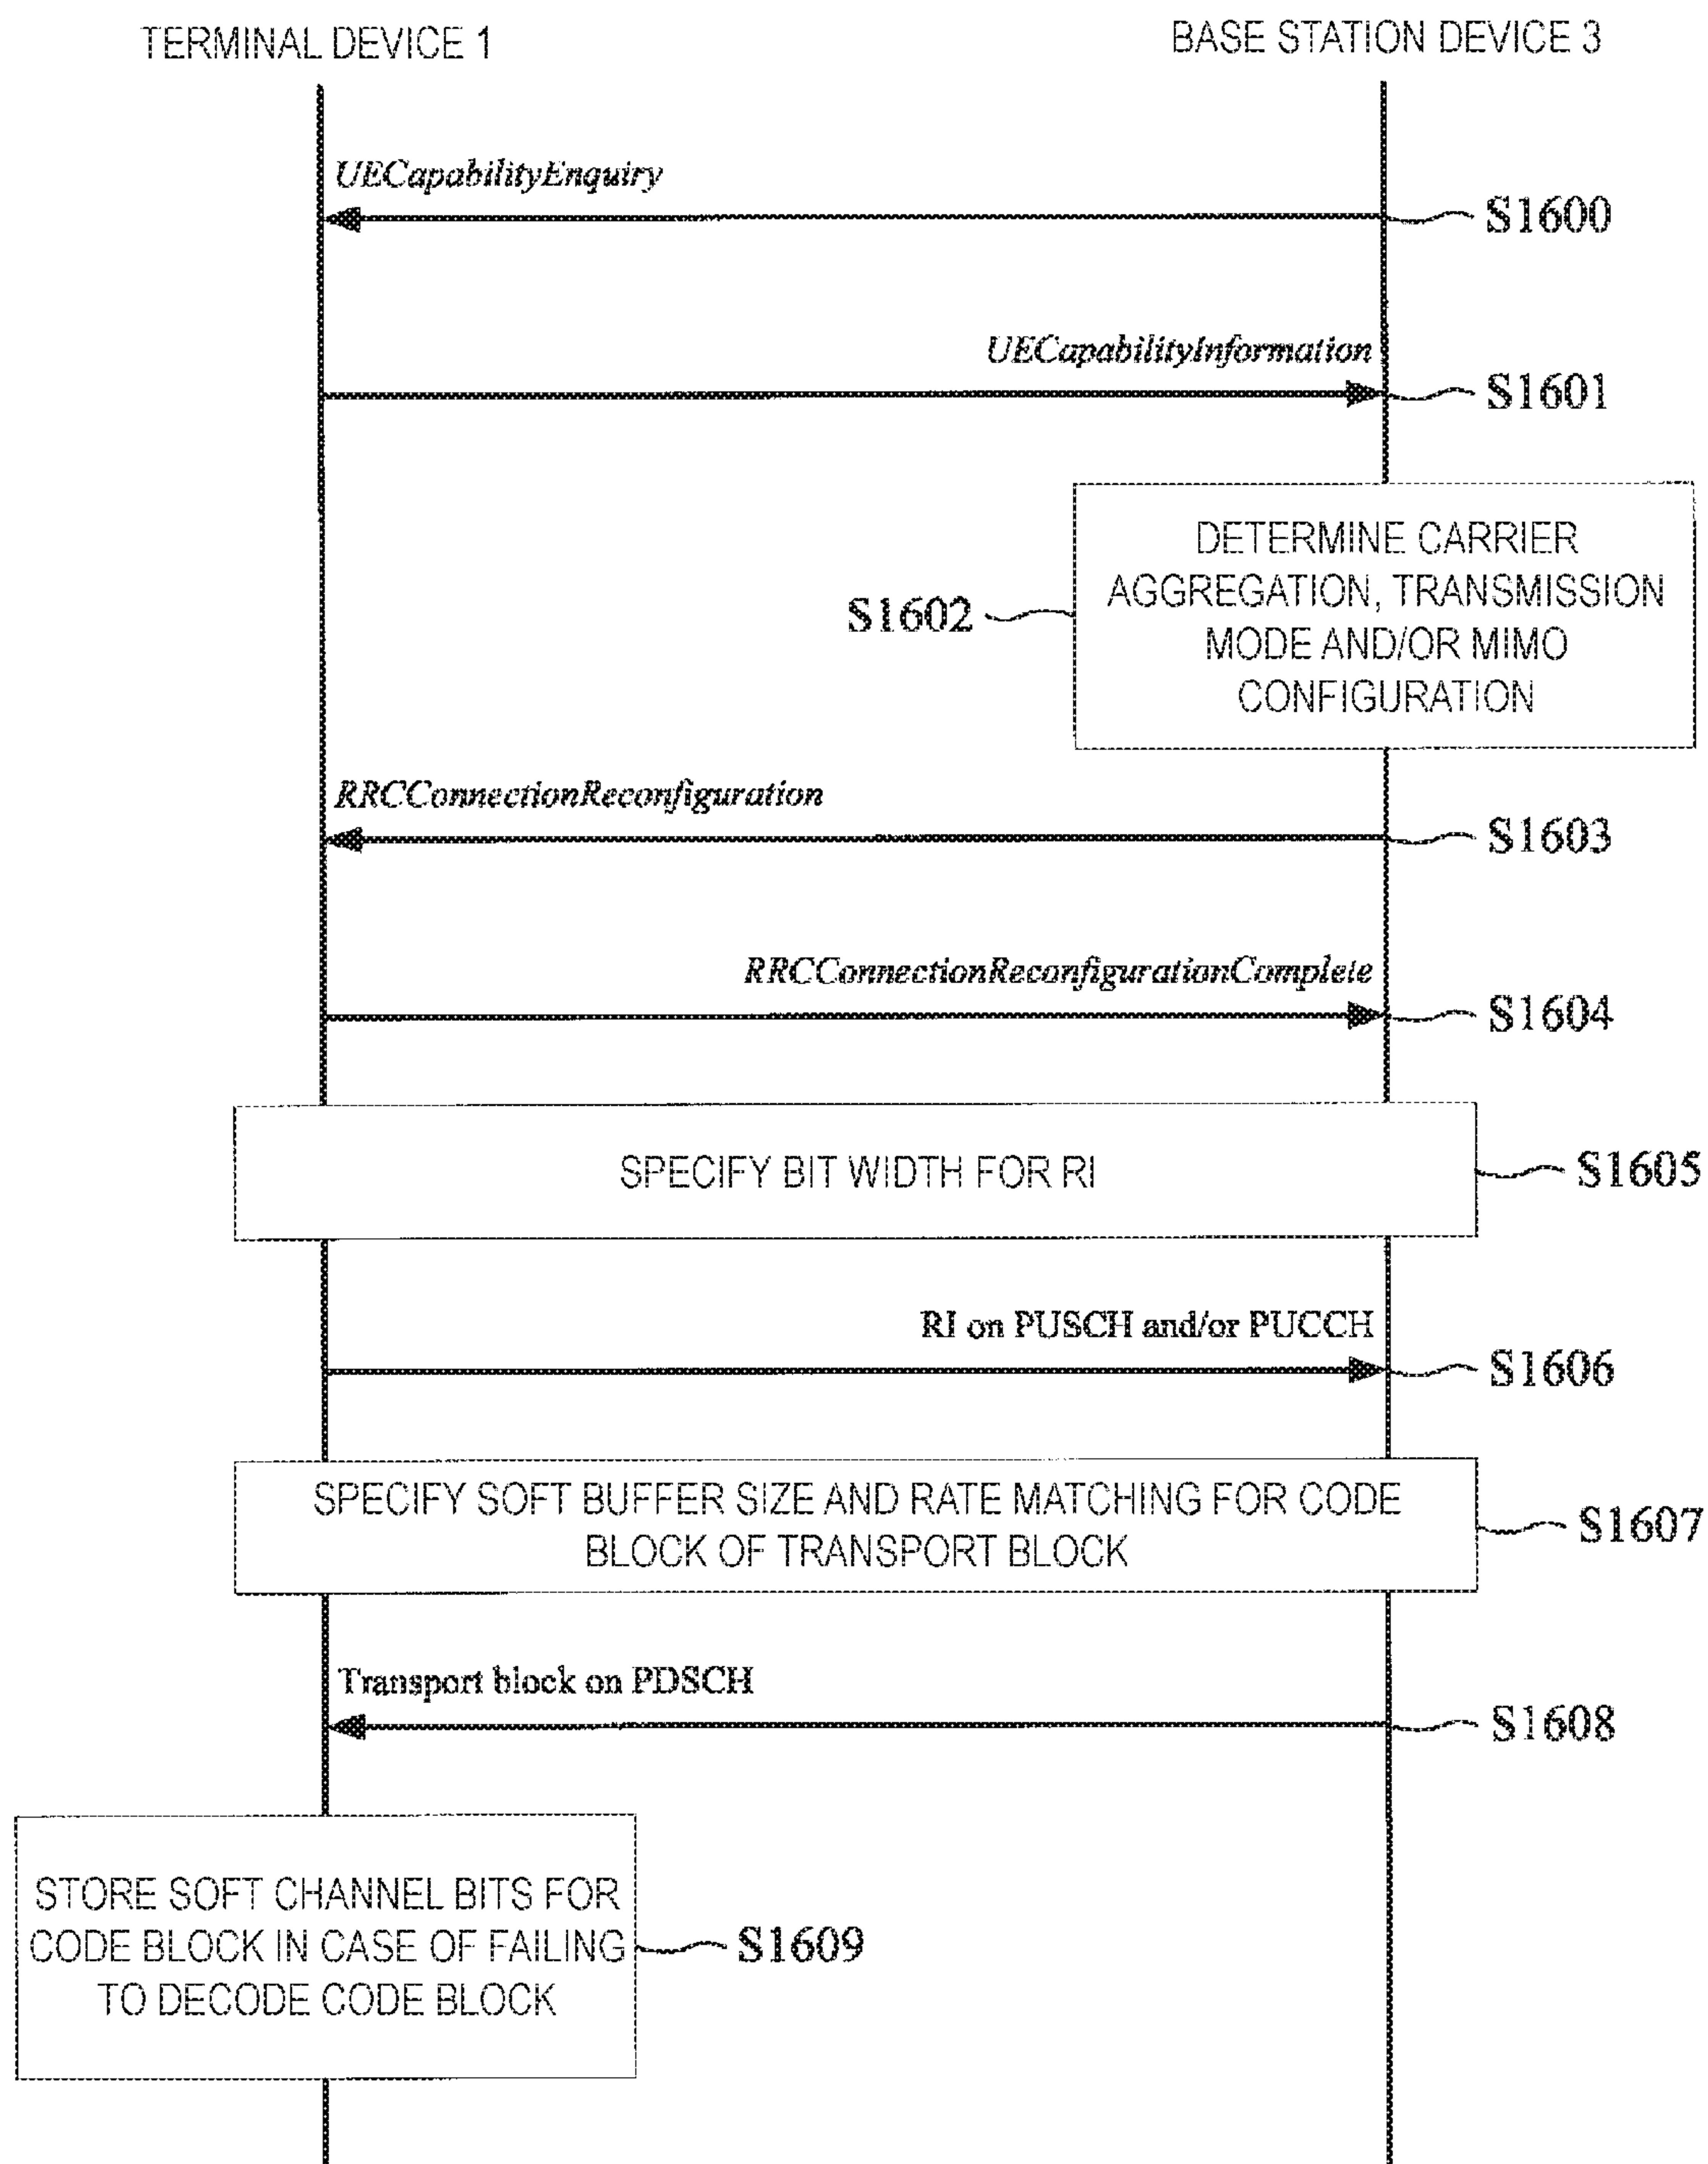 TERMINAL DEVICE 1
BASE STATION DEVICE 3
UECapabilityEnquiry
S1600
UECapabilityInformation
S1601
DETERMINE CARRIER
AGGREGATION, TRANSMISSION
MODE AND/OR MIMO
CONFIGURATION
S1602
RRCConnectionReconfiguration
S1603
RRCConnectionReconfigurationComplete
S1604
SPECIFY BIT WIDTH FOR RI
S1605
RI on PUSCH and/or PUCCH
S1606
SPECIFY SOFT BUFFER SIZE AND RATE MATCHING FOR CODE
BLOCK OF TRANSPORT BLOCK
S1607
Transport block on PDSCH
S1608
STORE SOFT CHANNEL BITS FOR
CODE BLOCK IN CASE OF FAILING
TO DECODE CODE BLOCK
S1609